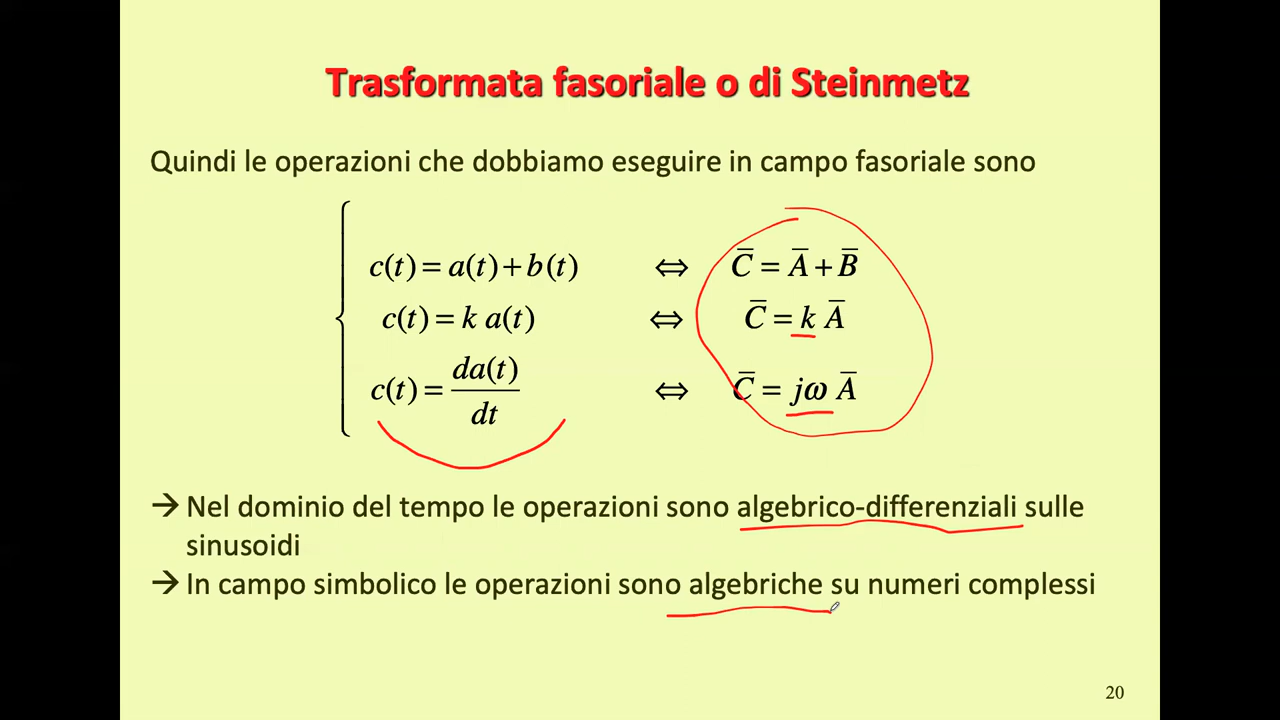 Trasformata fasoriale o di Steinmetz
Quindi le operazioni che dobbiamo eseguire in campo fasoriale sono
c(t) = a(t) + b(t) ⇔ C̅ = A̅ + B̅
c(t) = k a(t) ⇔ C̅ = k A̅
c(t) = da(t)/dt ⇔ C̅ = jω A̅
→ Nel dominio del tempo le operazioni sono algebrico-differenziali sulle
sinusoidi
→ In campo simbolico le operazioni sono algebriche su numeri complessi
20